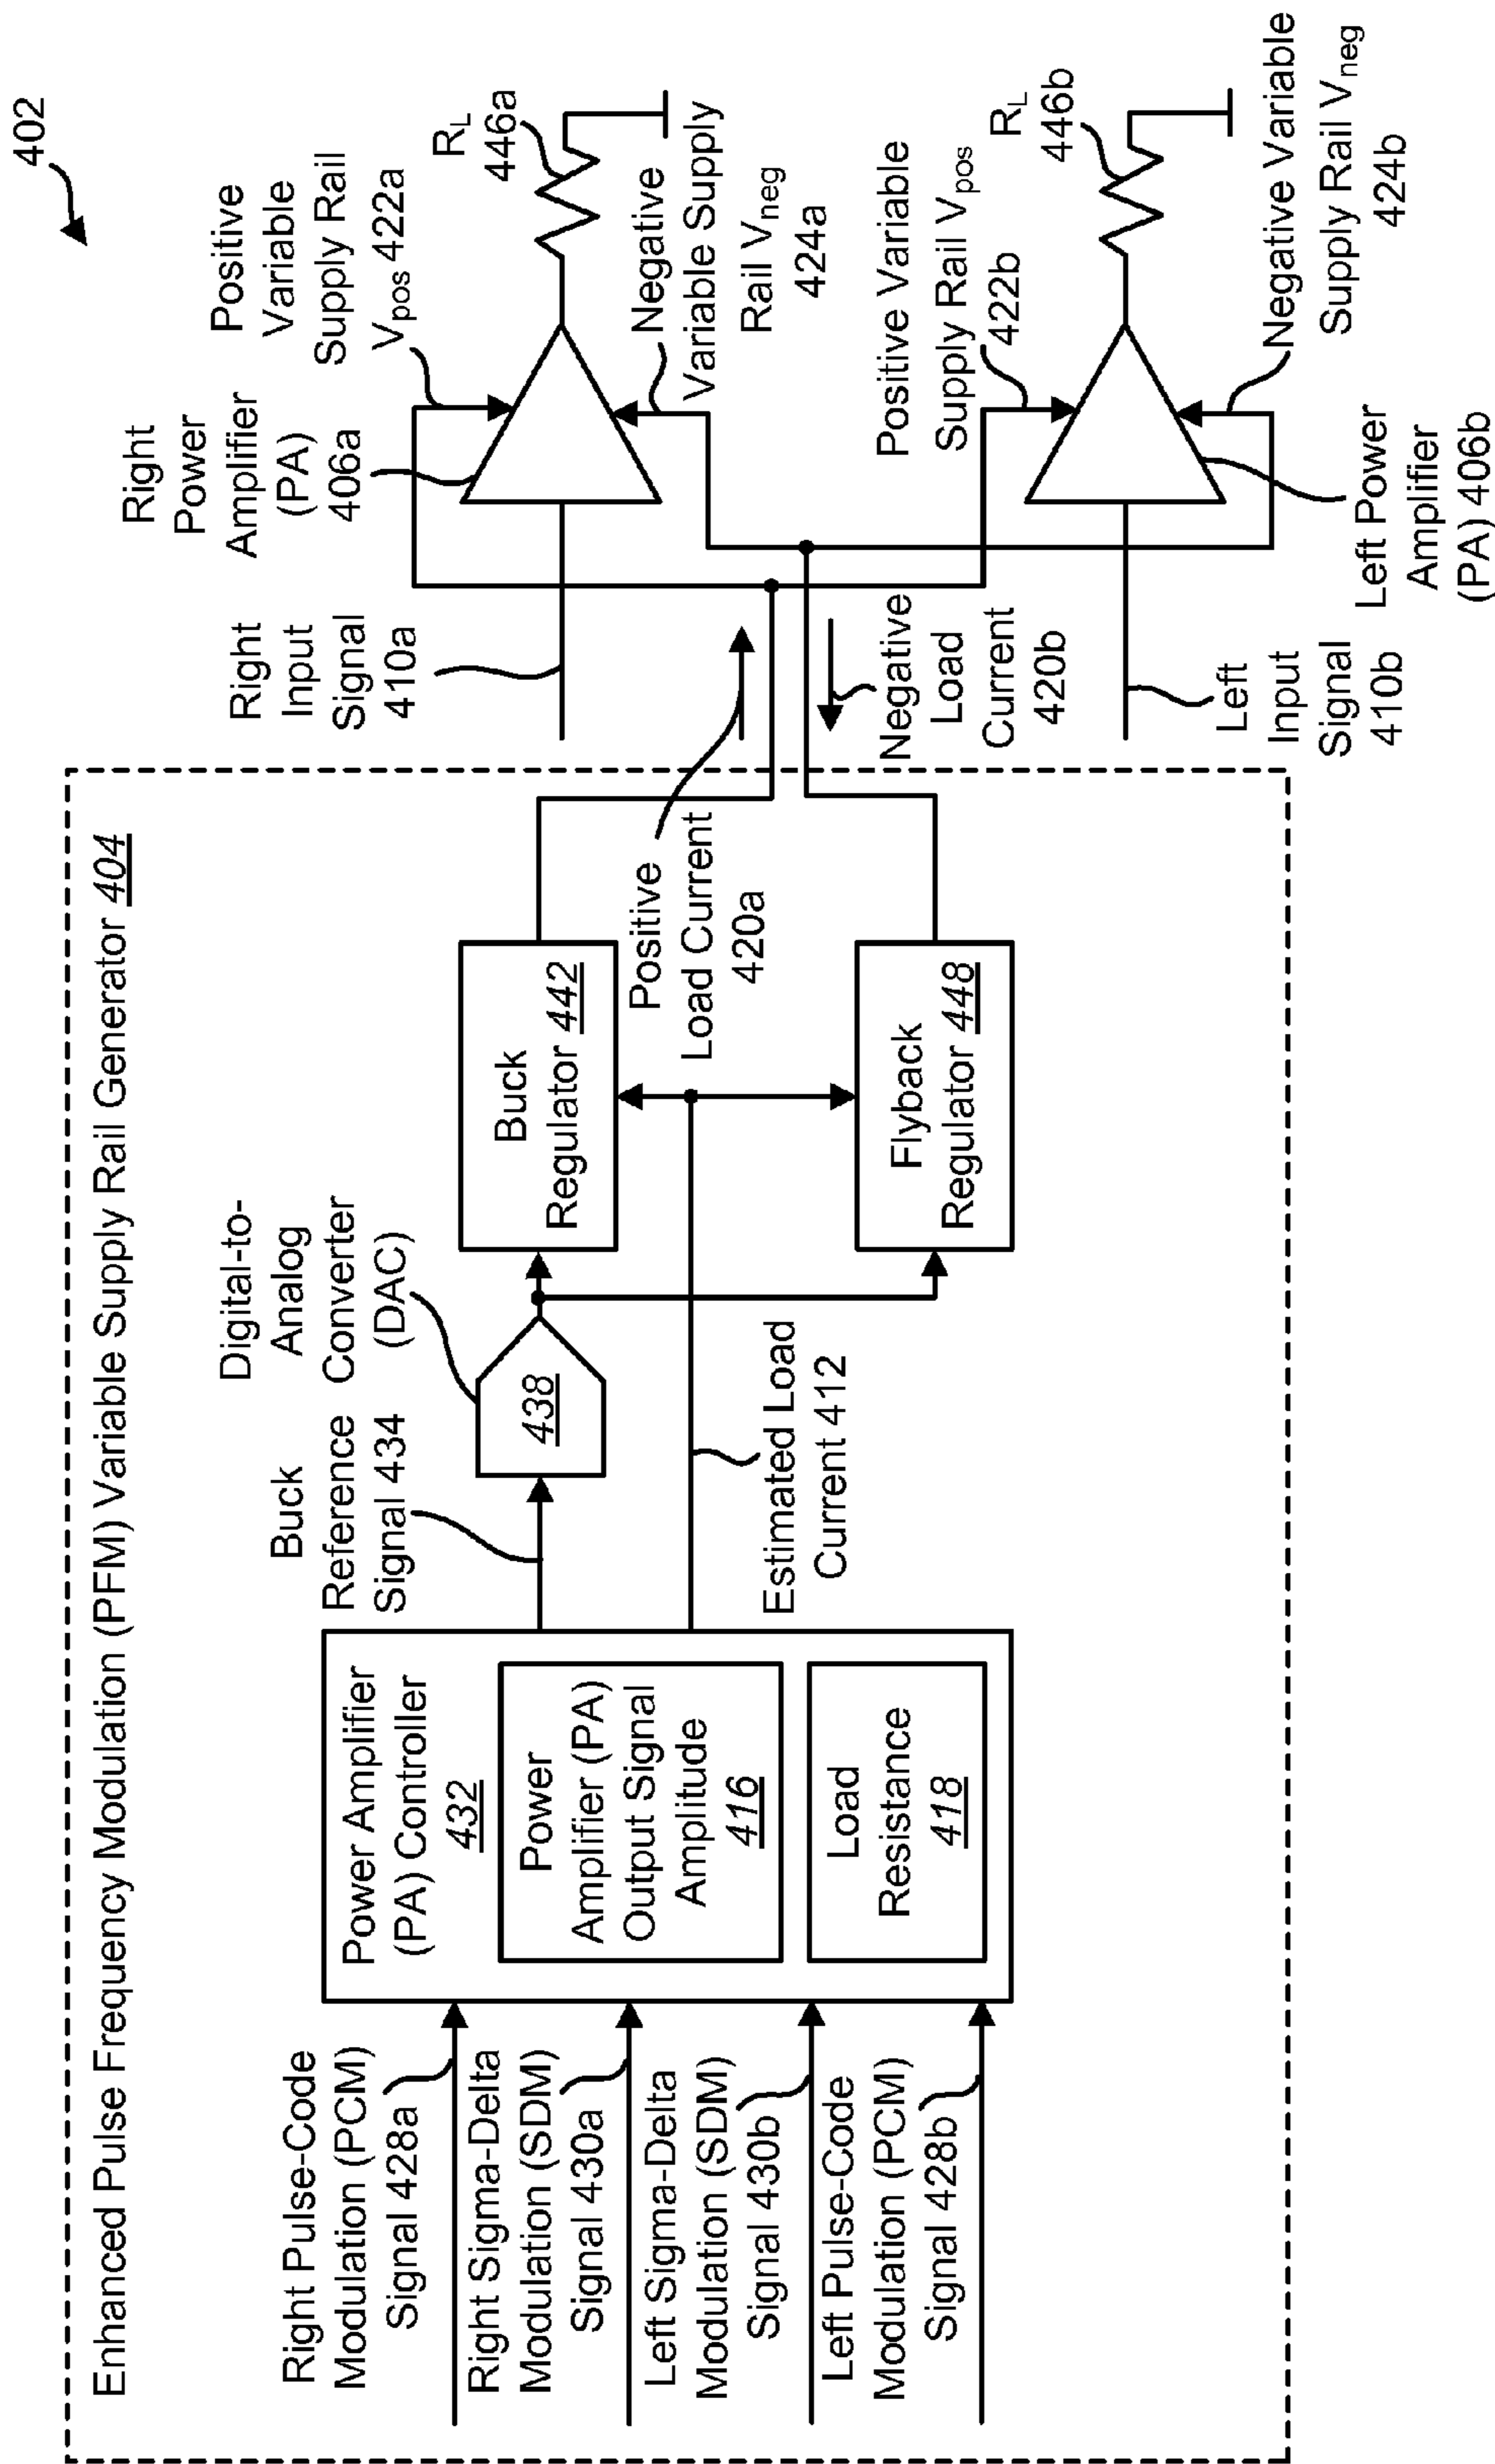 402
Enhanced Pulse Frequency Modulation (PFM) Variable Supply Rail Generator 404
Right Pulse-Code
Modulation (PCM)
Signal 428a
Right Sigma-Delta
Modulation (SDM)
Signal 430a
Left Sigma-Delta
Modulation (SDM)
Signal 430b
Left Pulse-Code
Modulation (PCM)
Signal 428b
Power Amplifier
(PA) Controller
432
Power
Amplifier (PA)
Output Signal
Amplitude
416
Load
Resistance
418
Buck
Reference
Signal 434
Digital-to-
Analog
Converter
(DAC)
438
Estimated Load
Current 412
Buck
Regulator 442
Flyback
Regulator 448
Positive
Load Current
420a
Negative
Load
Current
420b
Right
Input
Signal
410a
Left
Input
Signal
410b
Right
Power
Amplifier
(PA)
406a
Positive
Variable
Supply Rail
Vpos 422a
RL
446a
Negative
Variable Supply
Rail Vneg
424a
Positive Variable
Supply Rail Vpos
422b
RL
446b
Negative Variable
Supply Rail Vneg
424b
Left Power
Amplifier
(PA) 406b